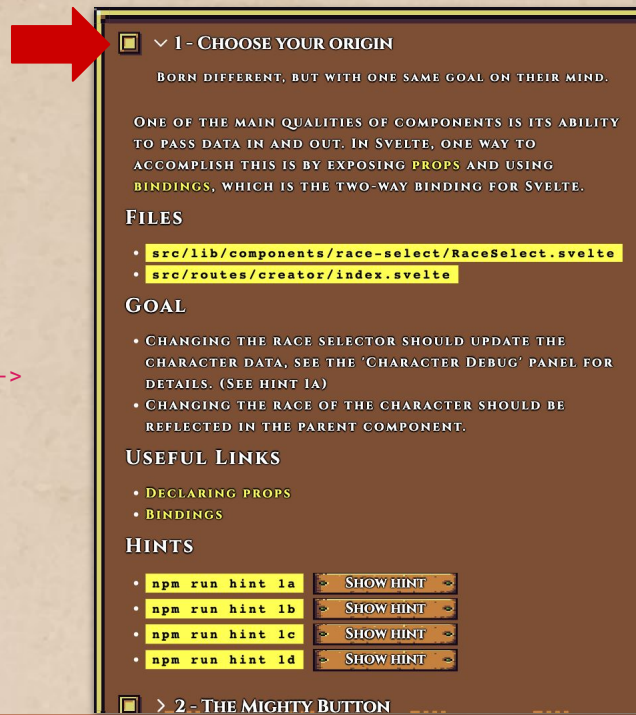 1 - Choose your origin
Born different, but with one same goal on their mind.
One of the main qualities of components is its ability
to pass data in and out. In Svelte, one way to
accomplish this is by exposing props and using
bindings, which is the two-way binding for Svelte.
Files
• src/lib/components/race-select/RaceSelect.svelte
• src/routes/creator/index.svelte
Goal
• Changing the race selector should update the
character data, see the 'Character Debug' panel for
details. (See hint 1a)
• Changing the race of the character should be
reflected in the parent component.
->
Useful Links
• Declaring props
• Bindings
Hints
• npm run hint 1a Show hint
• npm run hint 1b Show hint
• npm run hint 1c Show hint
• npm run hint 1d Show hint
2 - The Mighty Button